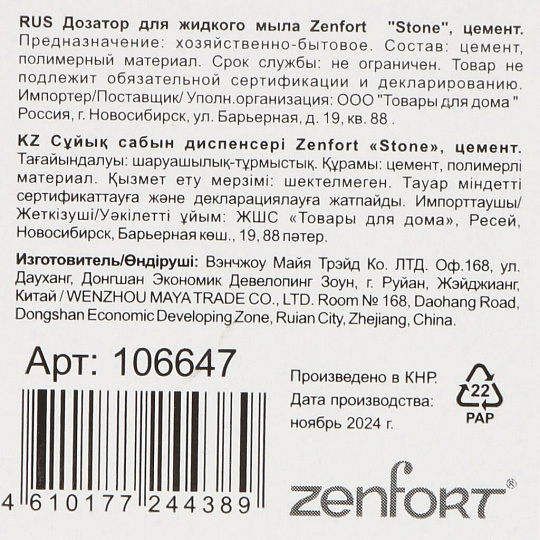 RUS Дозатор для жидкого мыла Zenfort "Stone", цемент.
Предназначение: хозяйственно-бытовое. Состав: цемент,
полимерный материал. Срок службы: не ограничен. Товар не
подлежит обязательной сертификации и декларированию.
Импортер/Поставщик/ Уполн.организация: ООО "Товары для дома "
Россия, г. Новосибирск, ул. Барьерная, д. 19, кв. 88 .
KZ Сұйық сабын диспенсері Zenfort «Stone», цемент.
Тағайындалуы: шаруашылық-тұрмыстық. Құрамы: цемент, полимерлі
материал. Қызмет ету мерзімі: шектелмеген. Тауар міндетті
сертификаттауға және декларациялауға жатпайды. Импорттаушы/
Жеткізуші/Уәкілетті ұйым: ЖШС «Товары для дома», Ресей,
Новосибирск, Барьерная көш., 19, 88 пәтер.
Изготовитель/Өндіруші: Вэнчжоу Майя Трэйд Ко. ЛТД. Оф.168, ул.
Дауханг, Донгшан Экономик Девелопинг Зоун, г. Руйан, Жэйджианг,
Китай / WENZHOU MAYA TRADE CO., LTD. Room № 168, Daohang Road,
Dongshan Economic Developing Zone, Ruian City, Zhejiang, China.
Арт: 106647
4 610177 244389
Произведено в КНР.
Дата производства:
ноябрь 2024 г.
22
PAP
zenfort®